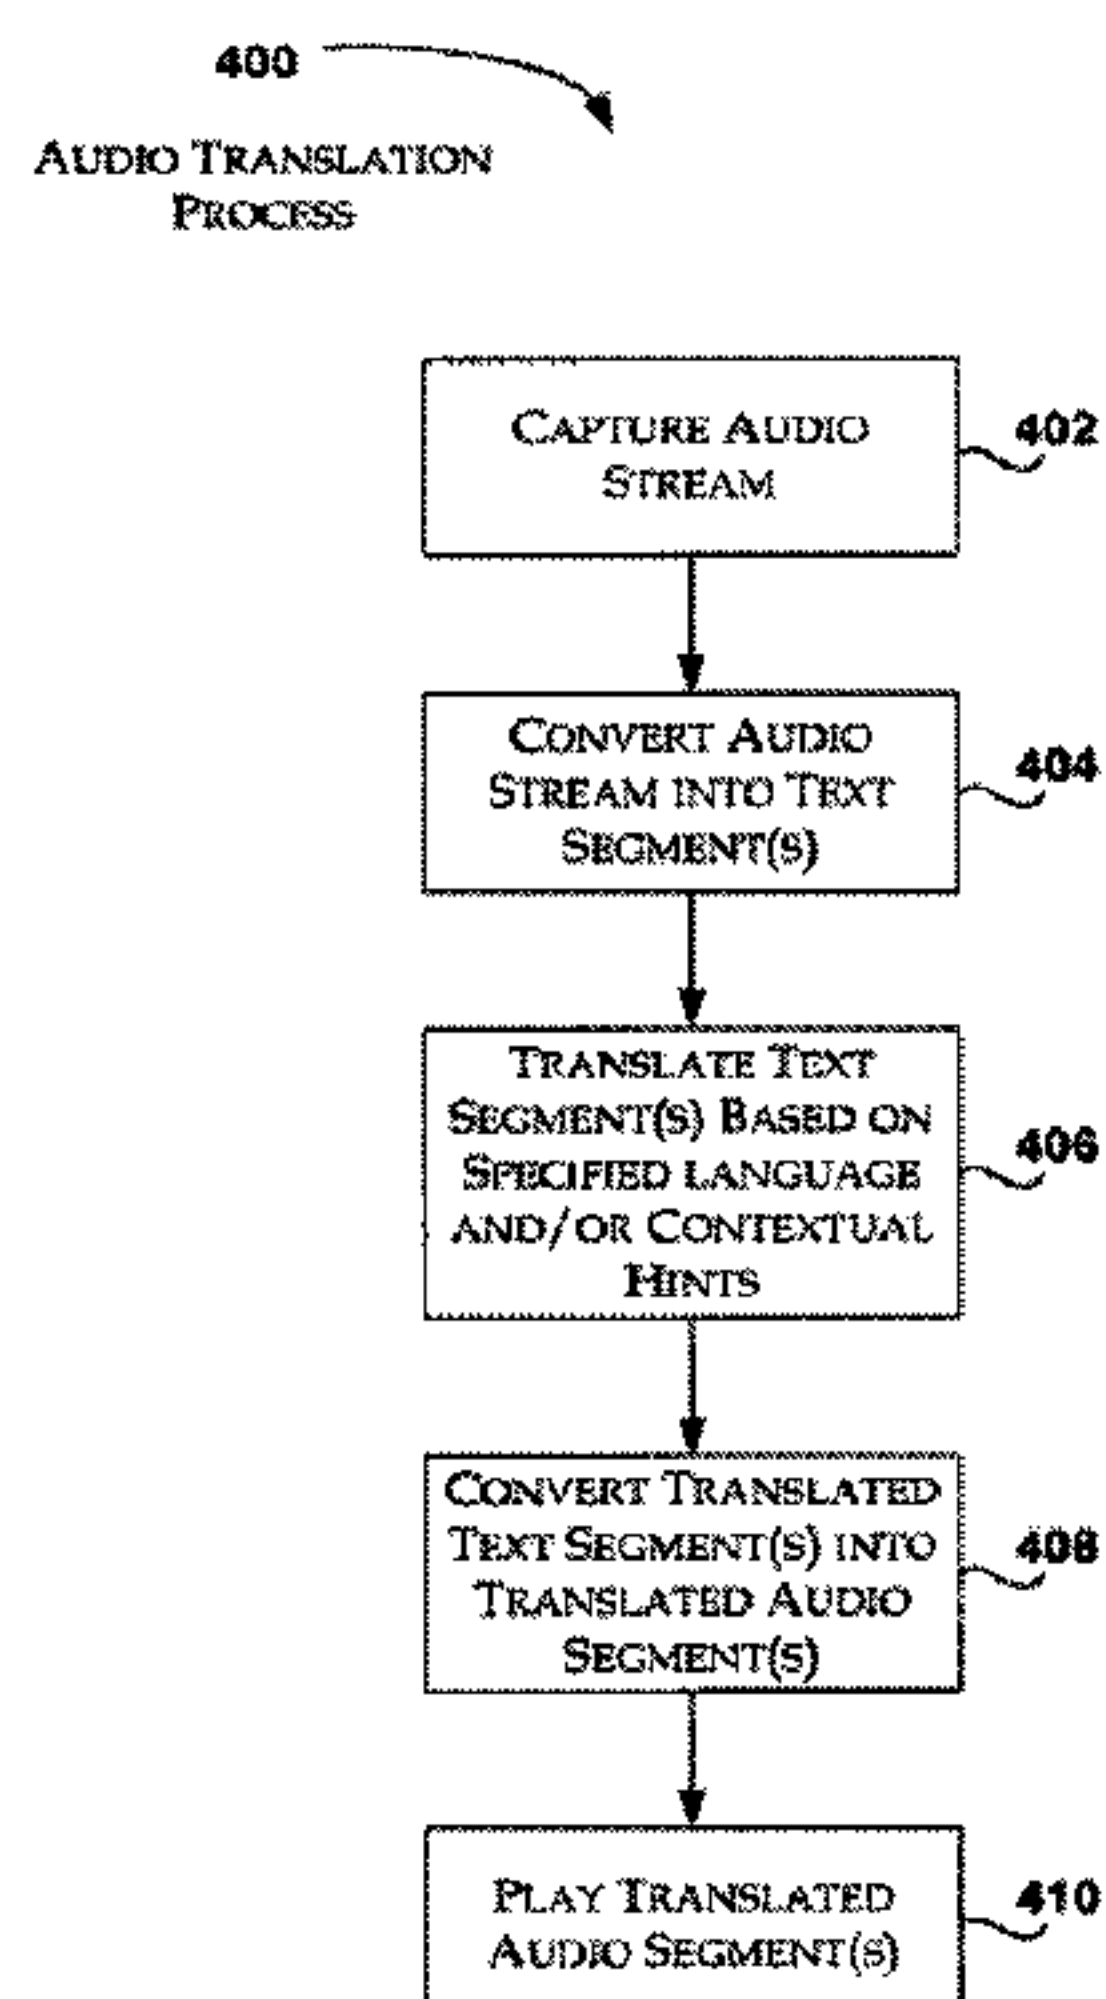 400
AUDIO TRANSLATION
PROCESS
CAPTURE AUDIO
STREAM
402
CONVERT AUDIO
STREAM INTO TEXT
SEGMENT(S)
404
TRANSLATE TEXT
SEGMENT(S) BASED ON
SPECIFIED LANGUAGE
AND/OR CONTEXTUAL
HINTS
406
CONVERT TRANSLATED
TEXT SEGMENT(S) INTO
TRANSLATED AUDIO
SEGMENT(S)
408
PLAY TRANSLATED
AUDIO SEGMENT(S)
410